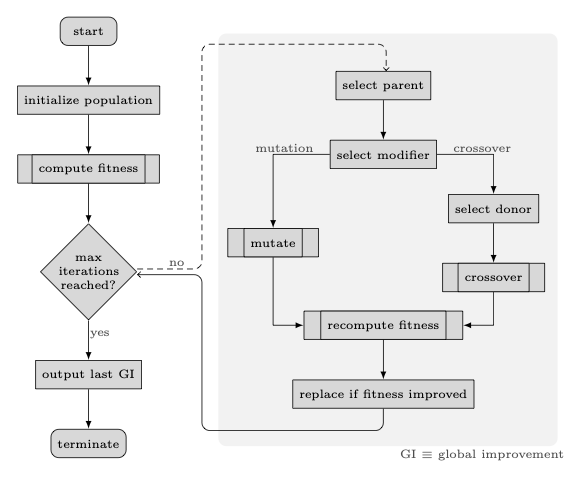 start
initialize population
compute fitness
max
iterations
reached?
no
yes
output last GI
terminate
select parent
mutation
select modifier
crossover
select donor
mutate
crossover
recompute fitness
replace if fitness improved
GI ≡ global improvement